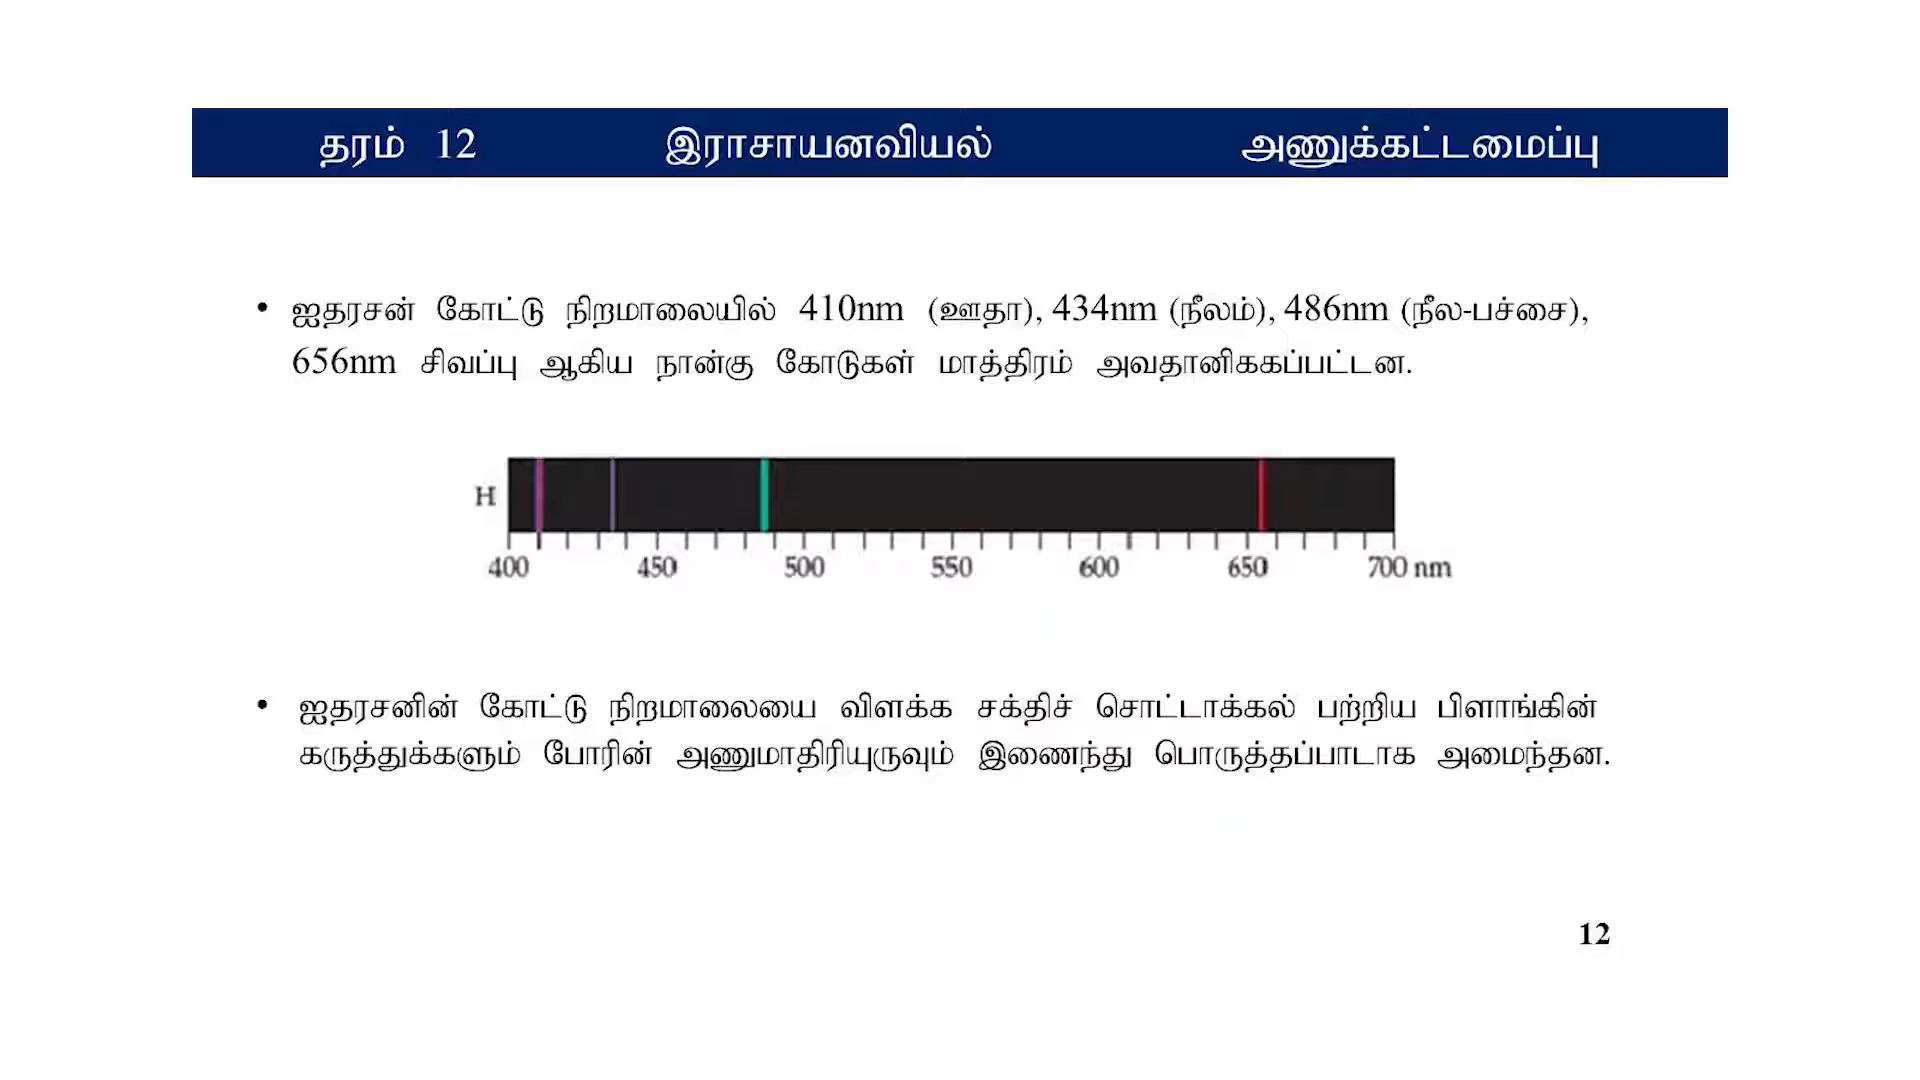 தரம் 12 இராசாயனவியல் அணுக்கட்டமைப்பு
• ஐதரசன் கோட்டு நிறமாலையில் 410nm (ஊதா), 434nm (நீலம்), 486nm (நீல-பச்சை),
656nm சிவப்பு ஆகிய நான்கு கோடுகள் மாத்திரம் அவதானிககப்பட்டன.
H
400 450 500 550 600 650 700 nm
• ஐதரசனின் கோட்டு நிறமாலையை விளக்க சக்திச் சொட்டாக்கல் பற்றிய பிளாங்கின்
கருத்துக்களும் போரின் அணுமாதிரியுருவும் இணைந்து பொருத்தப்பாடாக அமைந்தன.
12